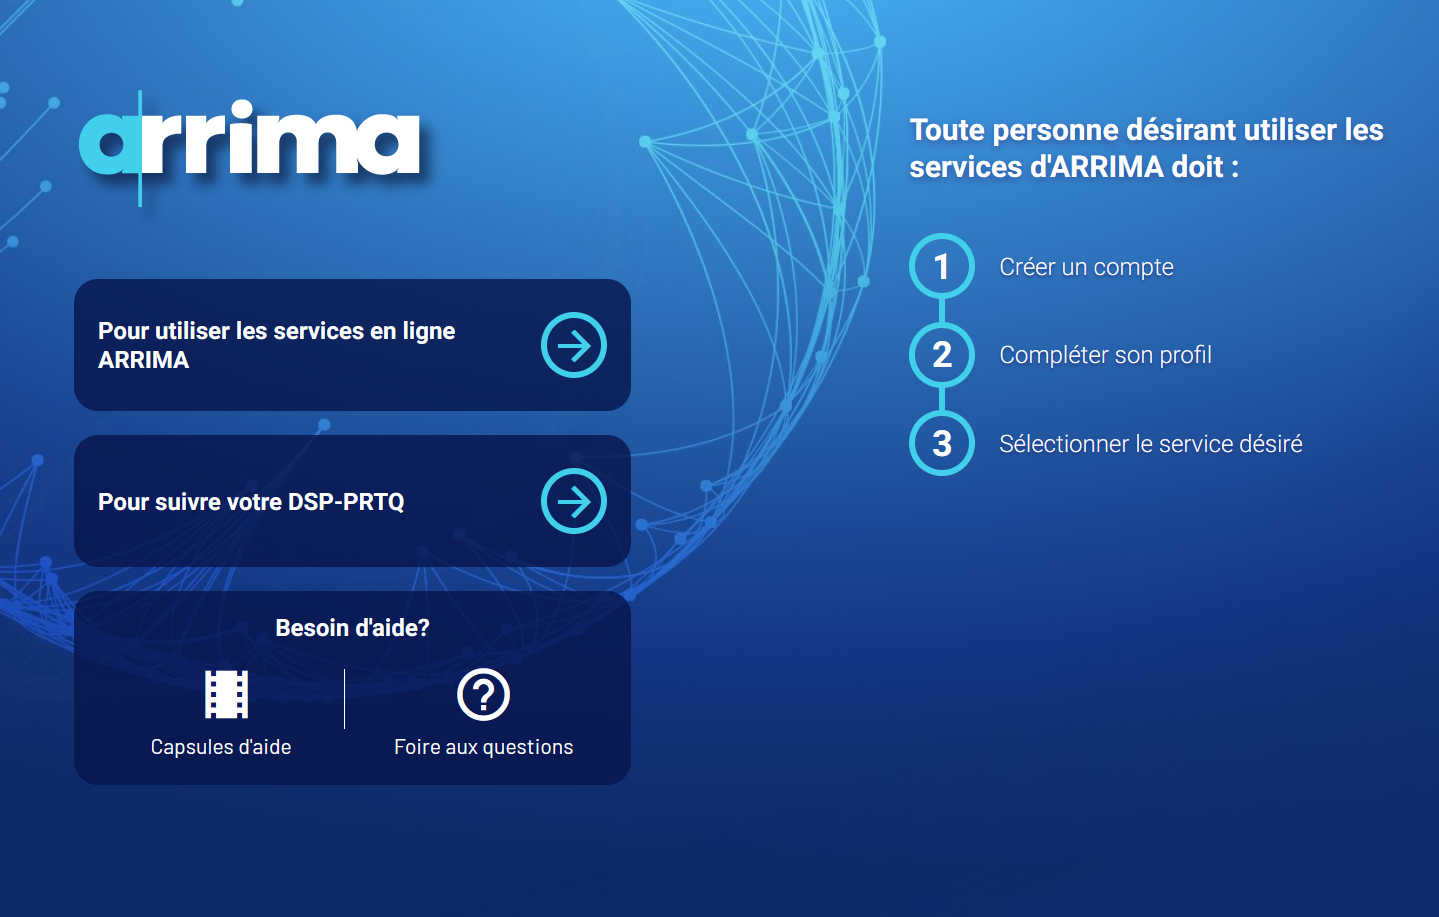 arrima
Pour utiliser les services en ligne
ARRIMA
Pour suivre votre DSP-PRTQ
Besoin d'aide?
Capsules d'aide
Foire aux questions
Toute personne désirant utiliser les
services d'ARRIMA doit :
1 Créer un compte
2 Compléter son profil
3 Sélectionner le service désiré